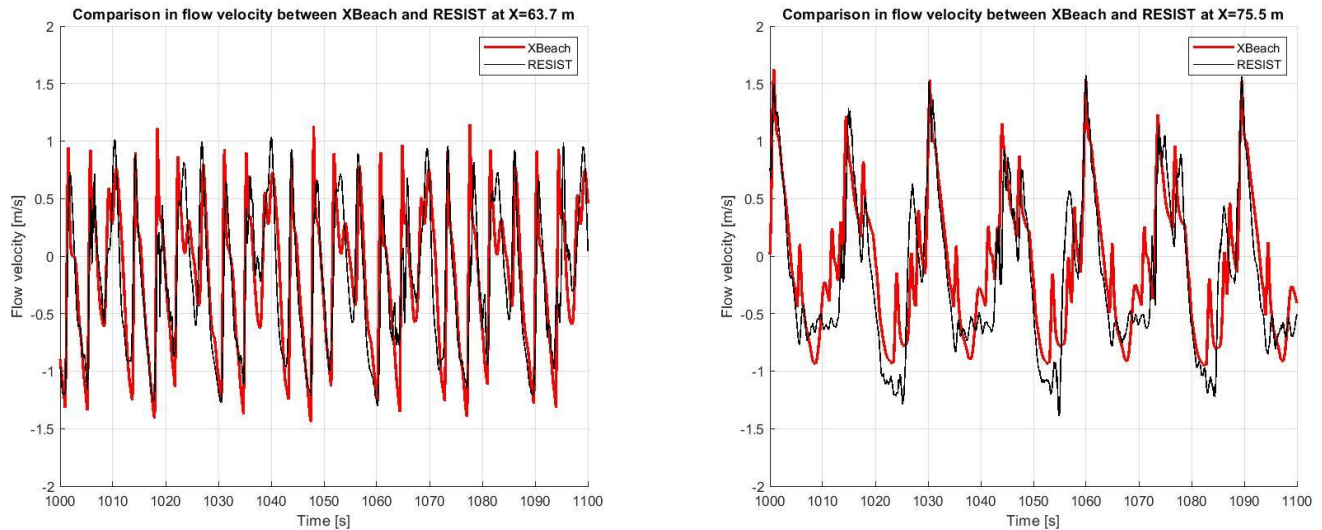 Comparison in flow velocity between XBeach and RESIST at X=63.7 m
2
1.5
1
0.5
0
-0.5
-1
-1.5
-2
Flow velocity [m/s]
XBeach
RESIST
1000 1010 1020 1030 1040 1050 1060 1070 1080 1090 1100
Time [s]
Comparison in flow velocity between XBeach and RESIST at X=75.5 m
2
1.5
1
0.5
0
-0.5
-1
-1.5
-2
Flow velocity [m/s]
XBeach
RESIST
1000 1010 1020 1030 1040 1050 1060 1070 1080 1090 1100
Time [s]